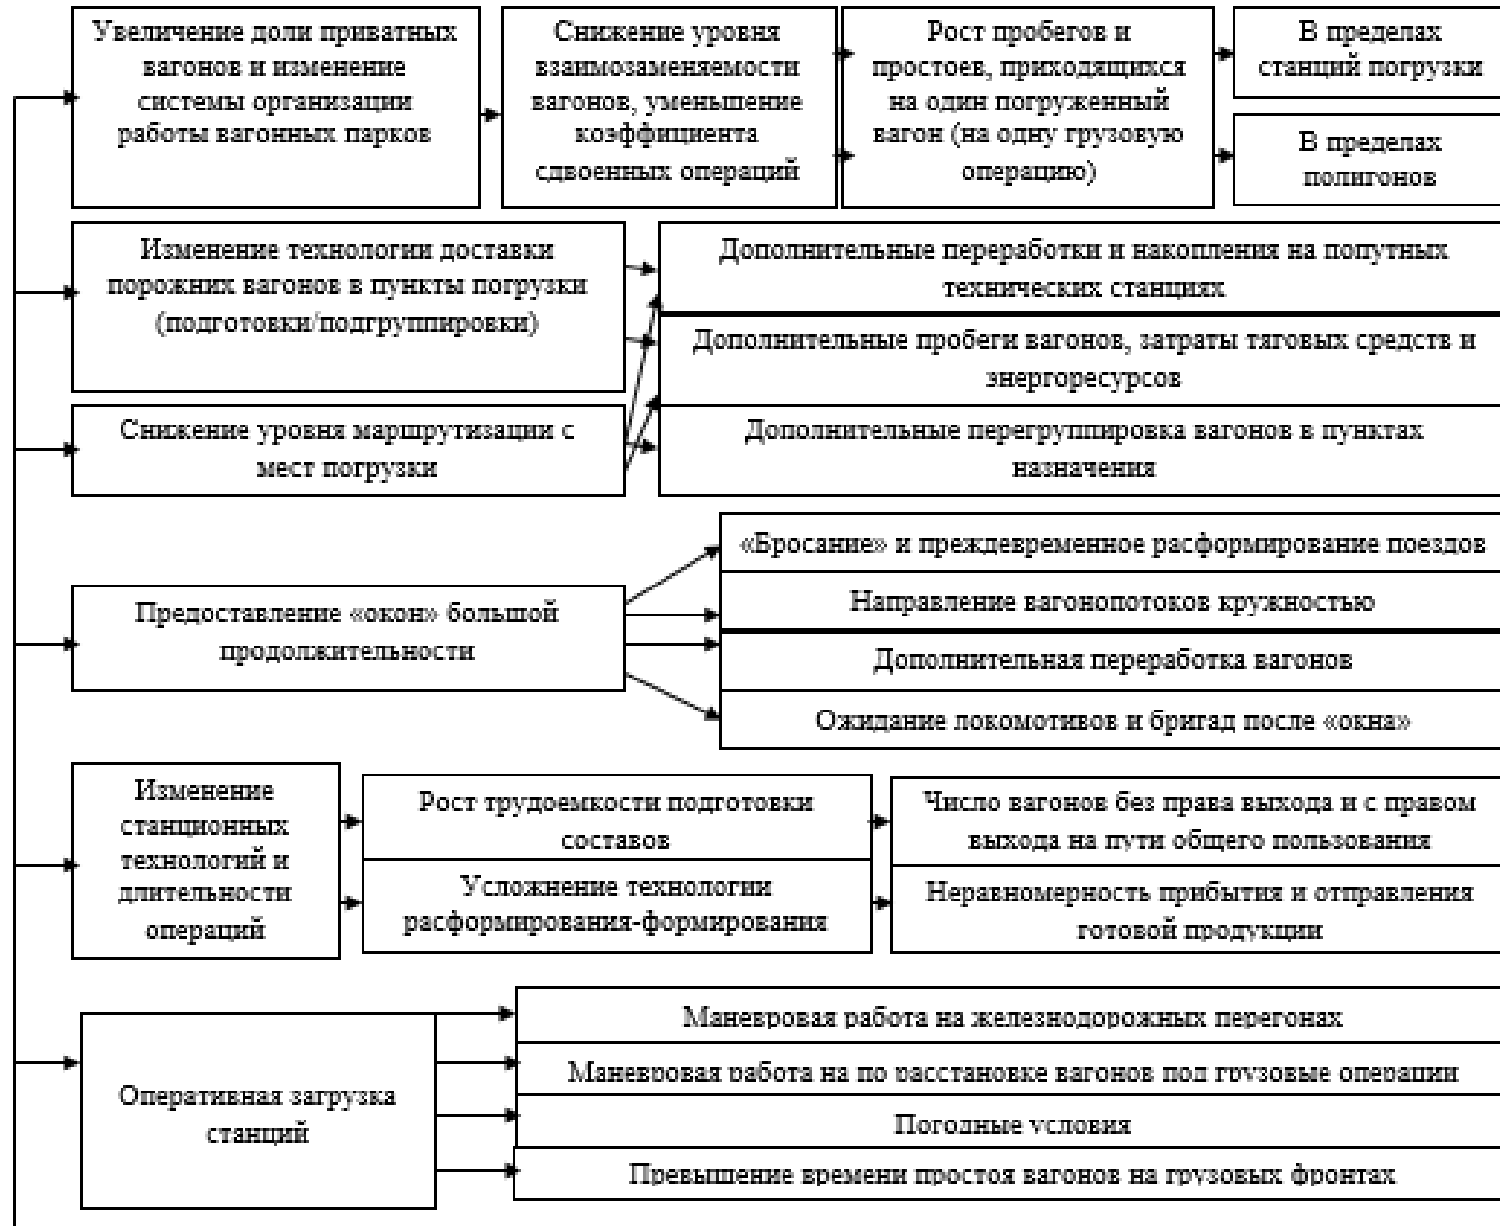 Увеличение доли приватных
вагонов и изменение
системы организации
работы вагонных парков
Снижение уровня
взаимозаменяемости
вагонов, уменьшение
коэффициента
сдвоенных операций
Рост пробегов и
простоев, приходящихся
на один погруженный
вагон (на одну грузовую
операцию)
В пределах
станций погрузки
В пределах
полигонов
Изменение технологии доставки
порожних вагонов в пункты погрузки
(подготовки/подгруппировки)
Дополнительные переработки и накопления на попутных
технических станциях
Дополнительные пробеги вагонов, затраты тяговых средств и
энергоресурсов
Снижение уровня маршрутизации с
мест погрузки
Дополнительные перегруппировка вагонов в пунктах
назначения
Предоставление «окон» большой
продолжительности
«Бросание» и преждевременное расформирование поездов
Направление вагонопотоков кружностью
Дополнительная переработка вагонов
Ожидание локомотивов и бригад после «окна»
Изменение
станционных
технологий и
длительности
операций
Рост трудоемкости подготовки
составов
Усложнение технологии
расформирования-формирования
Число вагонов без права выхода и с правом
выхода на пути общего пользования
Неравномерность прибытия и отправления
готовой продукции
Оперативная загрузка
станций
Маневровая работа на железнодорожных перегонах
Маневровая работа на по расстановке вагонов под грузовые операции
Погодные условия
Превышение времени простоя вагонов на грузовых фронтах